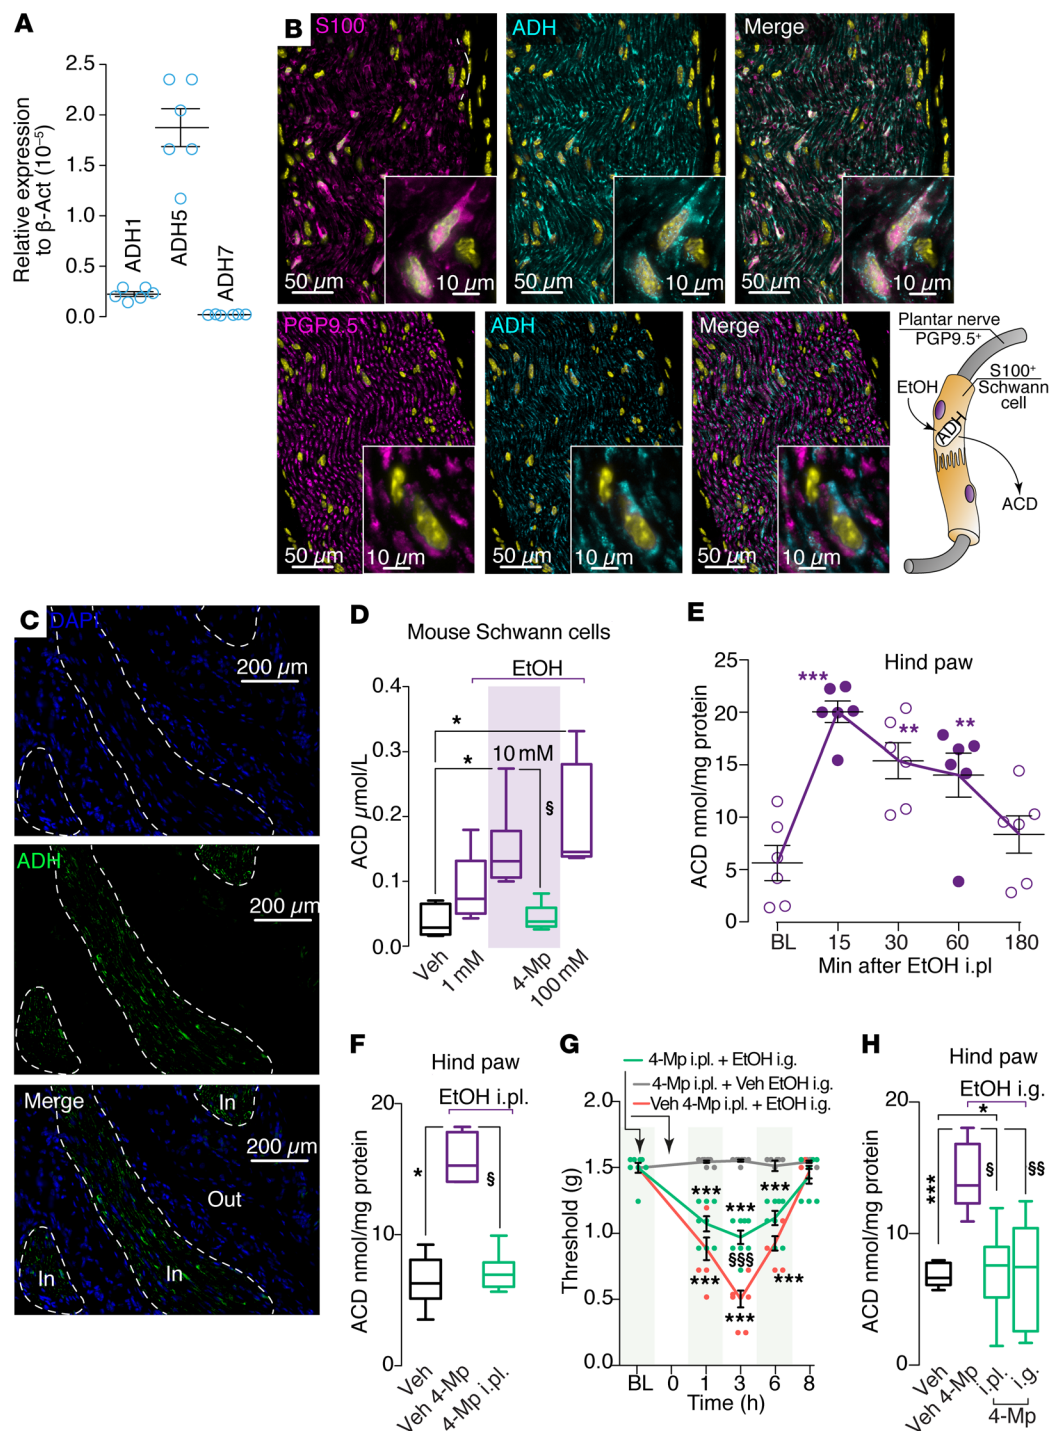 A
Relative expression
to β-Act (10⁻⁵)
2.5
2.0
1.5
1.0
0.5
0.0
ADH1
ADH5
ADH7
B
S100
ADH
Merge
50 µm
10 µm
50 µm
10 µm
50 µm
10 µm
PGP9.5
ADH
Merge
50 µm
10 µm
50 µm
10 µm
50 µm
10 µm
Plantar nerve
PGP9.5⁺
S100⁺
Schwann
cell
EtOH
ADH
ACD
C
DAPI
200 µm
ADH
200 µm
Merge
In
200 µm
Out
In
In
D
Mouse Schwann cells
EtOH
ACD µmol/L
0.4
0.3
0.2
0.1
0.0
*
*
10 mM
§
Veh
1 mM
4-Mp
100 mM
E
Hind paw
ACD nmol/mg protein
25
20
15
10
5
0
***
**
**
BL
15
30
60
180
Min after EtOH i.pl
F
Hind paw
EtOH i.pl.
ACD nmol/mg protein
20
10
0
*
§
Veh
Veh 4-Mp
4-Mp i.pl.
G
4-Mp i.pl. + EtOH i.g.
4-Mp i.pl. + Veh EtOH i.g.
Veh 4-Mp i.pl. + EtOH i.g.
Threshold (g)
2.0
1.5
1.0
0.5
0.0
***
***
***
§§§
***
***
***
BL
0
1
3
6
8
Time (h)
H
Hind paw
EtOH i.g.
ACD nmol/mg protein
20
10
0
*
***
§
§§
Veh
Veh 4-Mp
i.pl.
i.g.
4-Mp